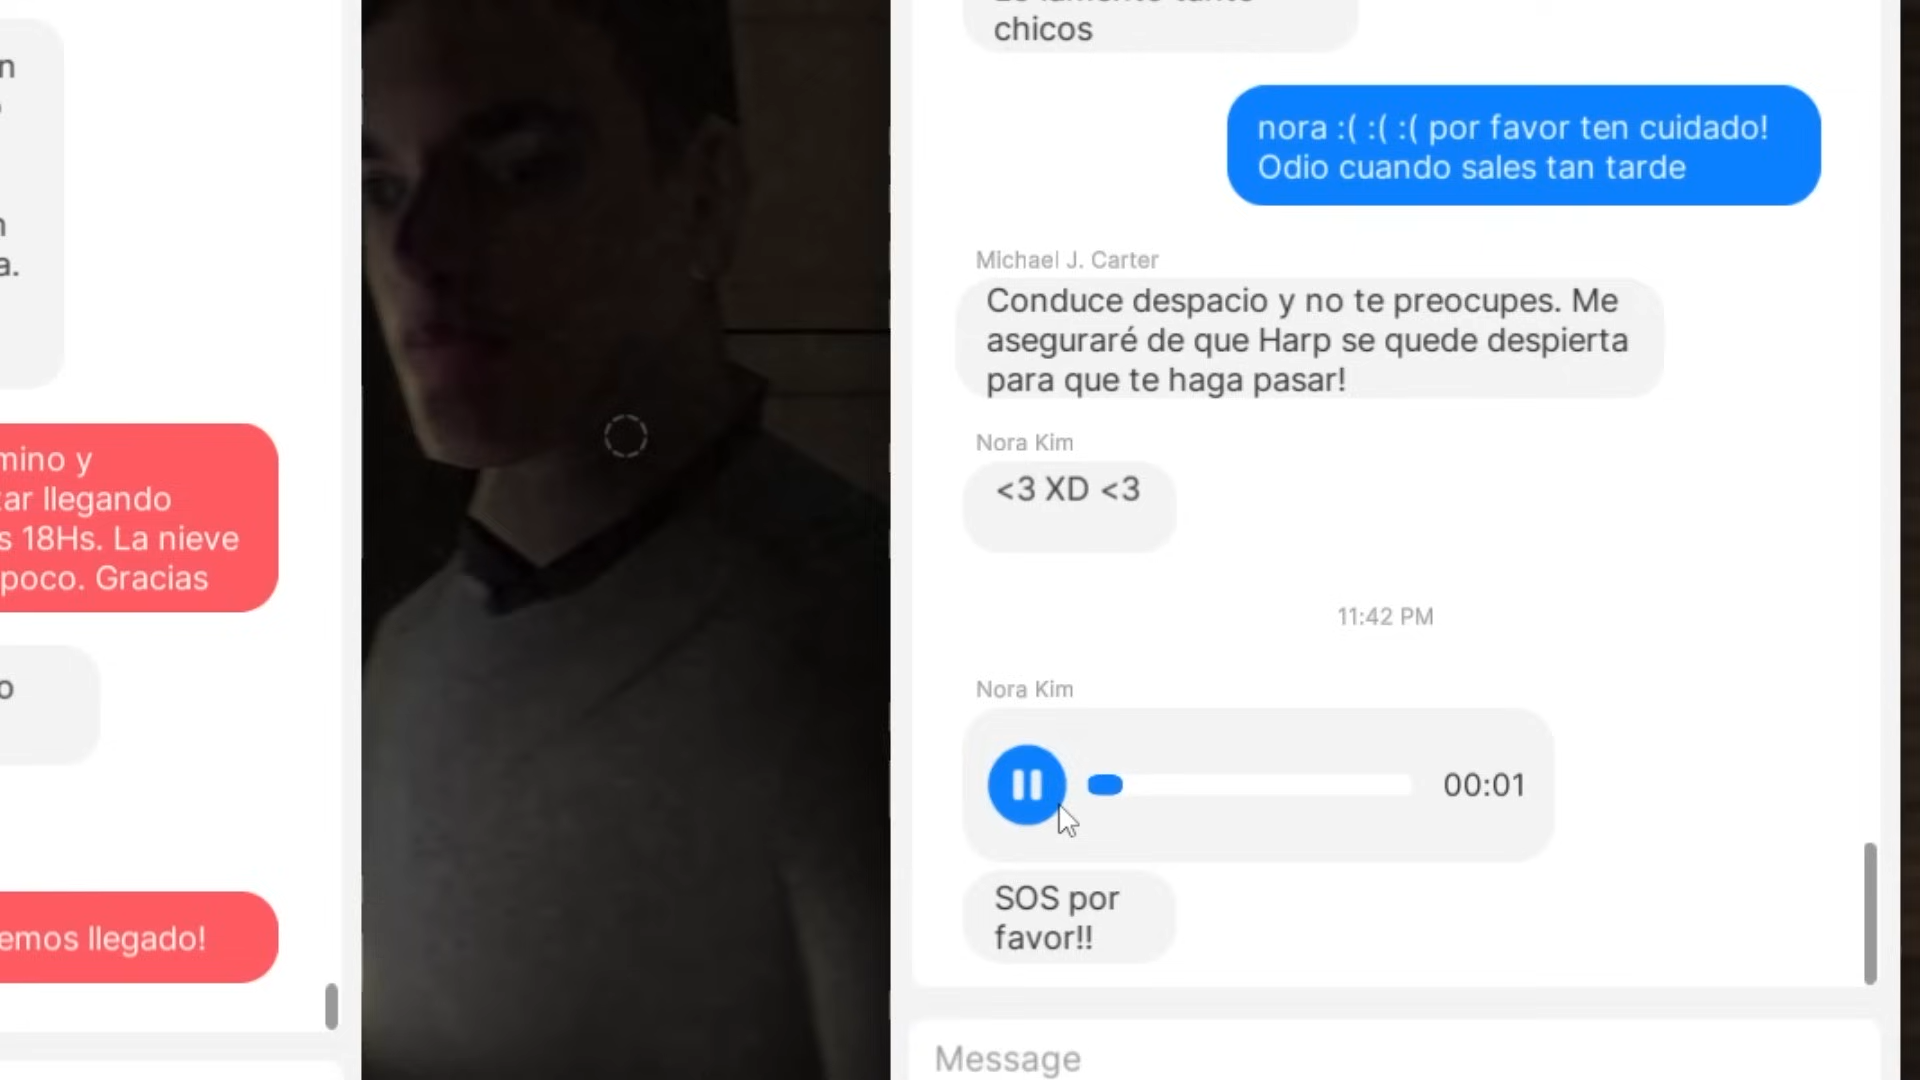 n
a.
mino y
ar llegando
s 18Hs. La nieve
poco. Gracias
o
emos llegado!
chicos
nora :( :( :( por favor ten cuidado!
Odio cuando sales tan tarde
Michael J. Carter
Conduce despacio y no te preocupes. Me
aseguraré de que Harp se quede despierta
para que te haga pasar!
Nora Kim
<3 XD <3
11:42 PM
Nora Kim
00:01
SOS por
favor!!
Message